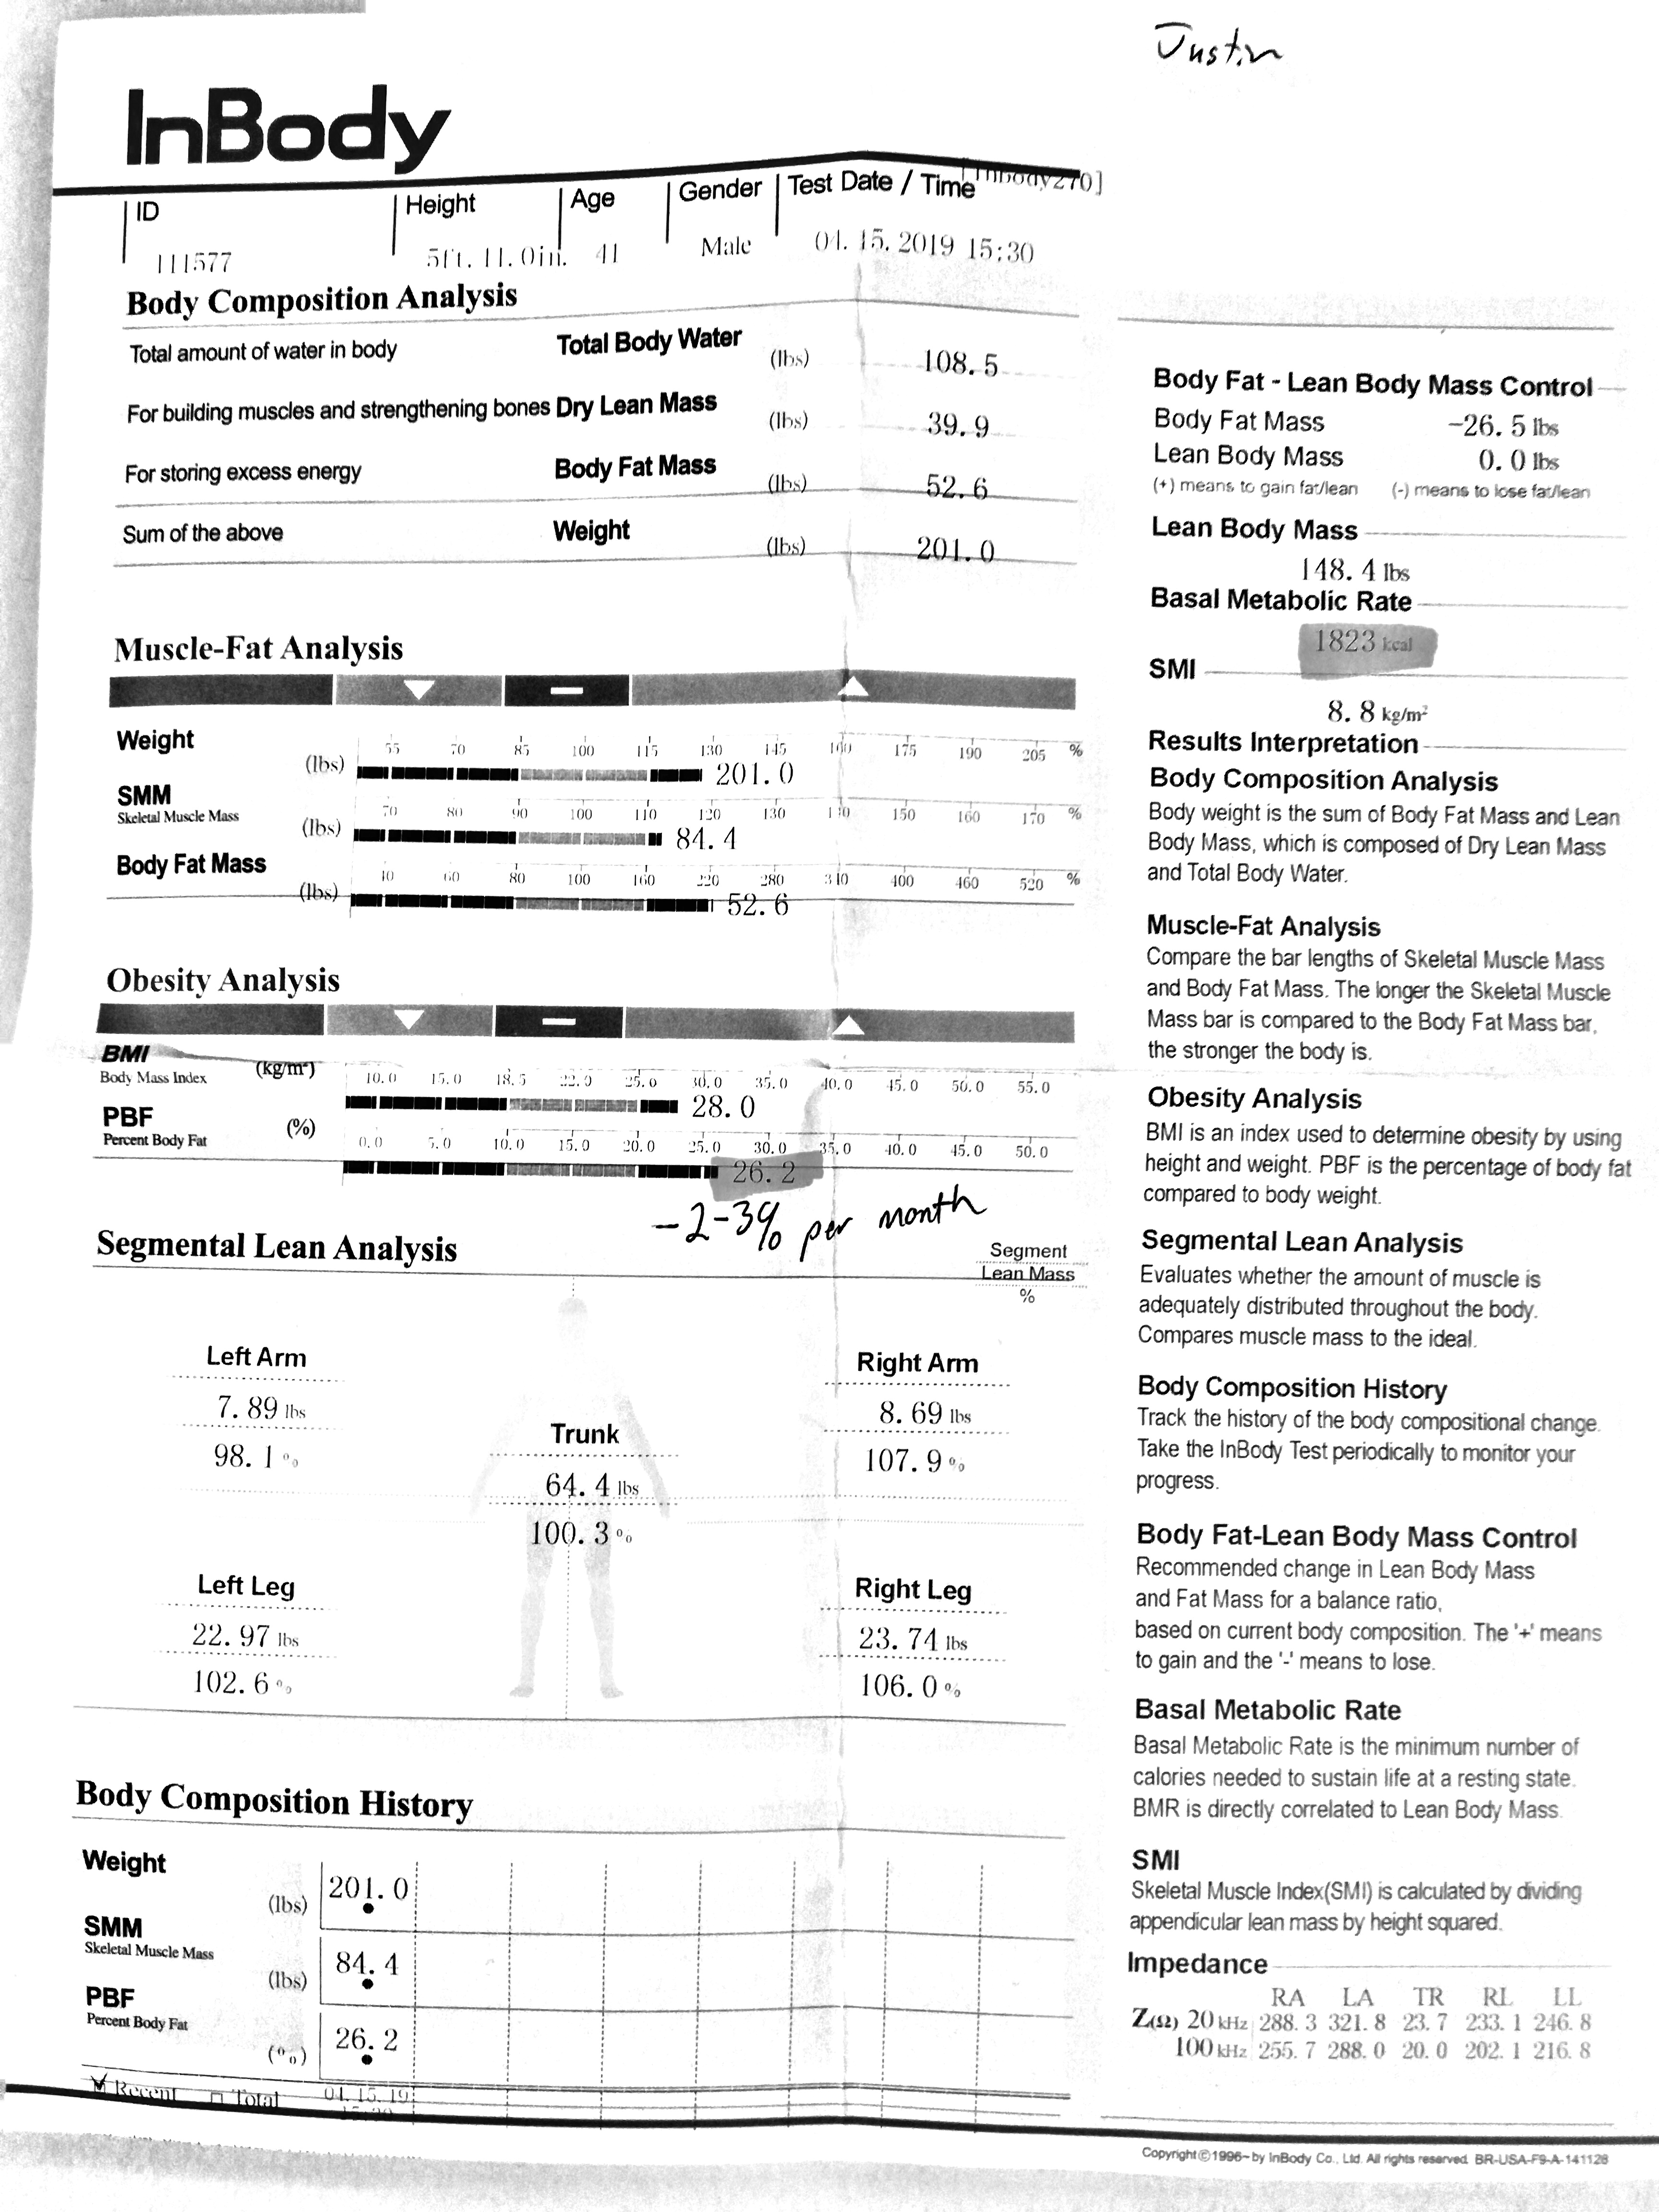 Justin
InBody
[InBody270]
ID Height Age Gender Test Date / Time
111577 5ft. 11.0in. 41 Male 04. 15. 2019 15:30
Body Composition Analysis
Total amount of water in body Total Body Water (lbs) 108. 5
For building muscles and strengthening bones Dry Lean Mass (lbs) 39. 9
For storing excess energy Body Fat Mass (lbs) 52. 6
Sum of the above Weight (lbs) 201. 0
Muscle-Fat Analysis
Weight (lbs) 55 70 85 100 115 130 145 160 175 190 205 %
201. 0
SMM
Skeletal Muscle Mass (lbs) 70 80 90 100 110 120 130 140 150 160 170 %
84. 4
Body Fat Mass (lbs) 40 60 80 100 160 220 280 340 400 460 520 %
52. 6
Obesity Analysis
BMI (kg/m²)
Body Mass Index 10. 0 15. 0 18. 5 22. 0 25. 0 30. 0 35. 0 40. 0 45. 0 50. 0 55. 0
28. 0
PBF (%)
Percent Body Fat 0. 0 5. 0 10. 0 15. 0 20. 0 25. 0 30. 0 35. 0 40. 0 45. 0 50. 0
26. 2
-2-3% per month
Segmental Lean Analysis
Segment
Lean Mass
%
Left Arm
7. 89 lbs
98. 1 %
Right Arm
8. 69 lbs
107. 9 %
Trunk
64. 4 lbs
100. 3 %
Left Leg
22. 97 lbs
102. 6 %
Right Leg
23. 74 lbs
106. 0 %
Body Composition History
Weight (lbs) 201. 0
SMM
Skeletal Muscle Mass (lbs) 84. 4
PBF
Percent Body Fat (%) 26. 2
Recent Total 04. 15. 19
Body Fat - Lean Body Mass Control
Body Fat Mass -26. 5 lbs
Lean Body Mass 0. 0 lbs
(+) means to gain fat/lean (-) means to lose fat/lean
Lean Body Mass
148. 4 lbs
Basal Metabolic Rate
1823 kcal
SMI
8. 8 kg/m²
Results Interpretation
Body Composition Analysis
Body weight is the sum of Body Fat Mass and Lean
Body Mass, which is composed of Dry Lean Mass
and Total Body Water.
Muscle-Fat Analysis
Compare the bar lengths of Skeletal Muscle Mass
and Body Fat Mass. The longer the Skeletal Muscle
Mass bar is compared to the Body Fat Mass bar,
the stronger the body is.
Obesity Analysis
BMI is an index used to determine obesity by using
height and weight. PBF is the percentage of body fat
compared to body weight.
Segmental Lean Analysis
Evaluates whether the amount of muscle is
adequately distributed throughout the body.
Compares muscle mass to the ideal.
Body Composition History
Track the history of the body compositional change.
Take the InBody Test periodically to monitor your
progress.
Body Fat-Lean Body Mass Control
Recommended change in Lean Body Mass
and Fat Mass for a balance ratio,
based on current body composition. The '+' means
to gain and the '-' means to lose.
Basal Metabolic Rate
Basal Metabolic Rate is the minimum number of
calories needed to sustain life at a resting state.
BMR is directly correlated to Lean Body Mass.
SMI
Skeletal Muscle Index(SMI) is calculated by dividing
appendicular lean mass by height squared.
Impedance
RA LA TR RL LL
Z(Ω) 20 kHz 288. 3 321. 8 23. 7 233. 1 246. 8
100 kHz 255. 7 288. 0 20. 0 202. 1 216. 8
Copyright©1996~ by InBody Co., Ltd. All rights reserved. BR-USA-F9-A-141128